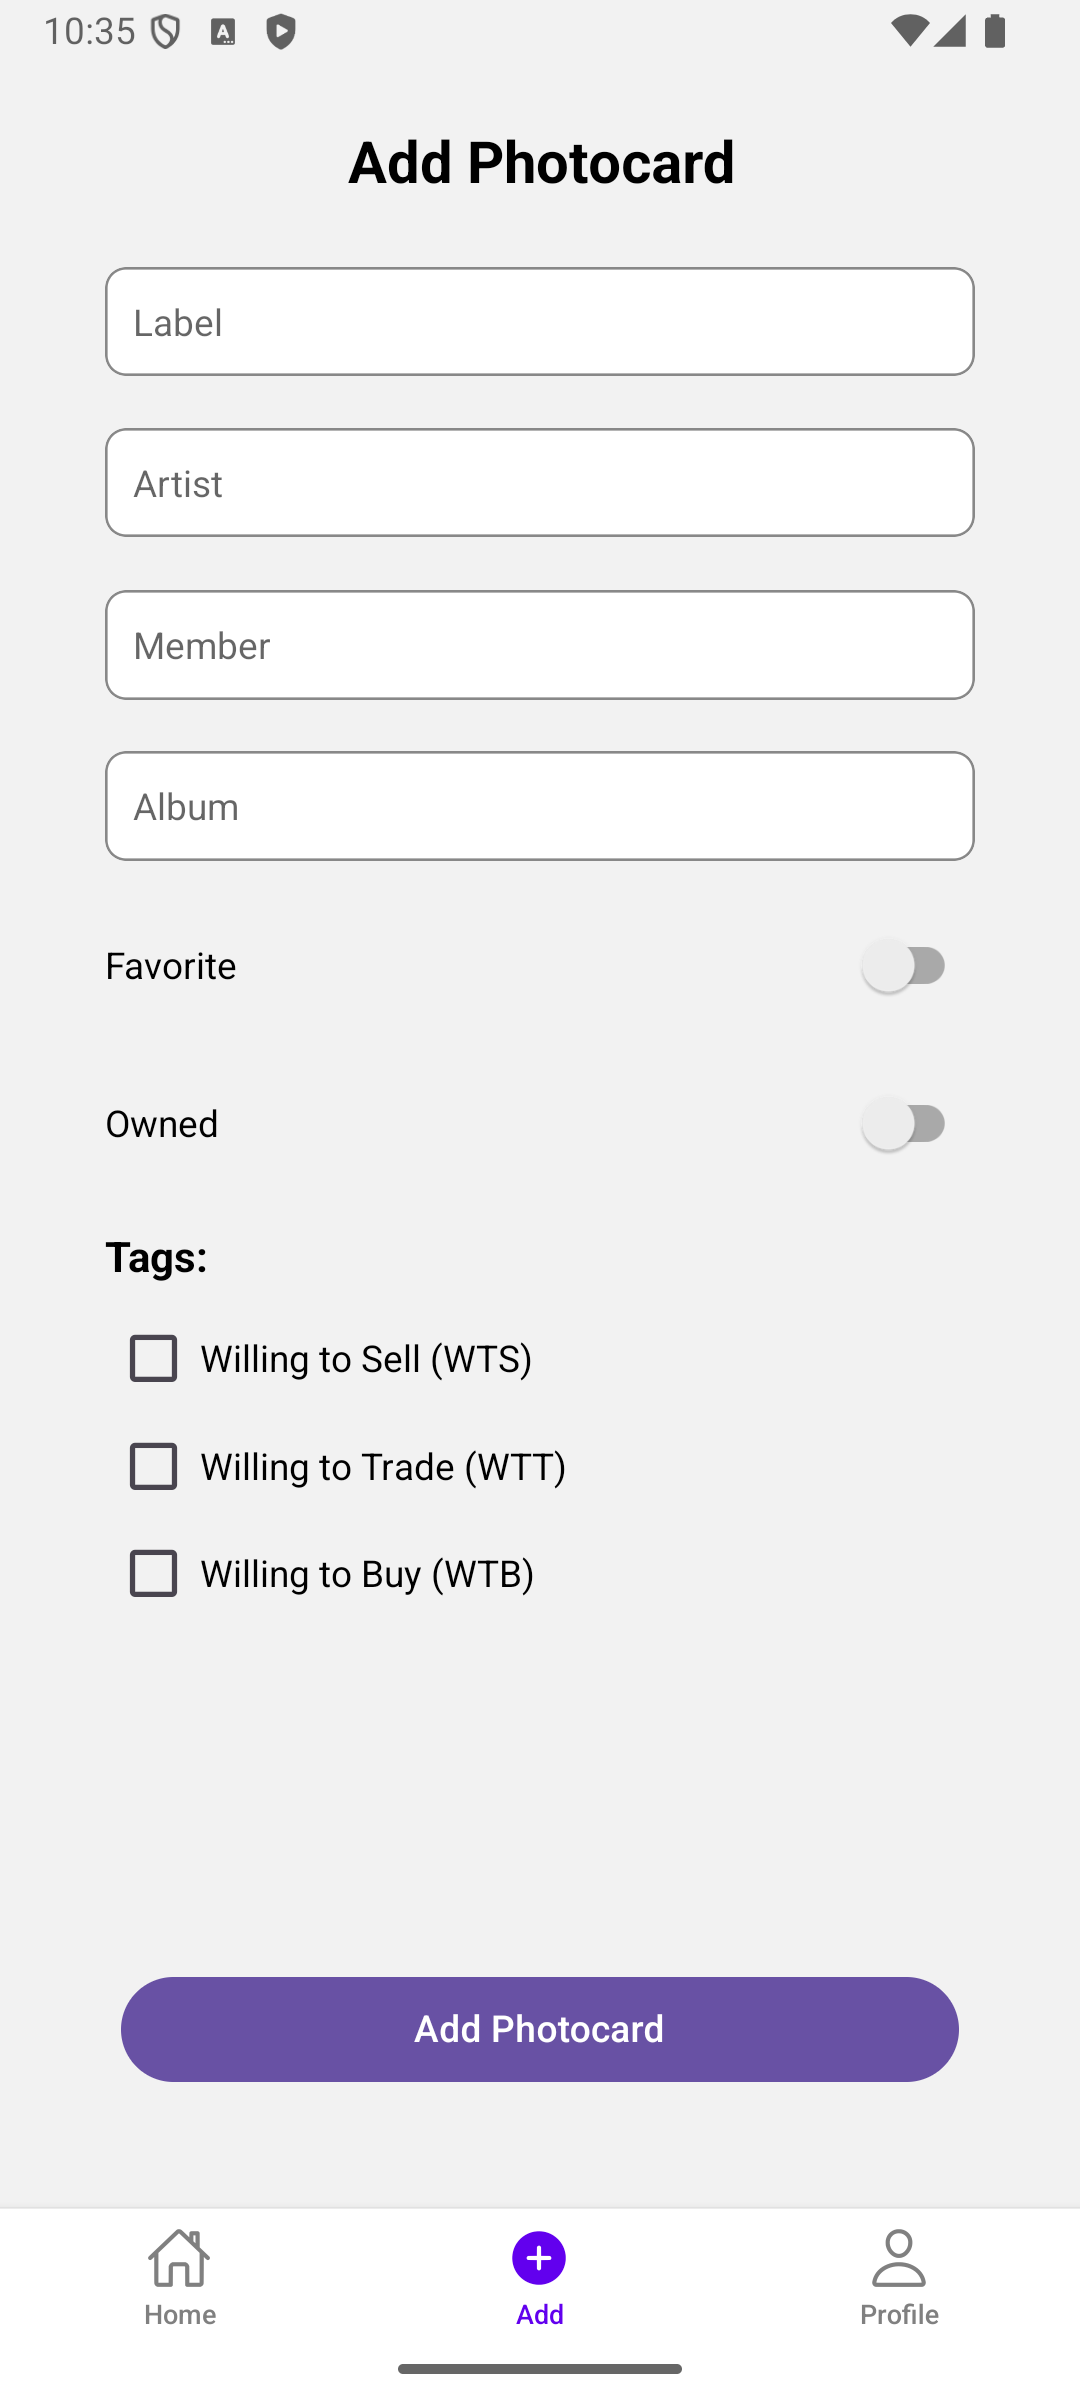 10:35
Add Photocard
Label
Artist
Member
Album
Favorite
Owned
Tags:
Willing to Sell (WTS)
Willing to Trade (WTT)
Willing to Buy (WTB)
Add Photocard
Home
Add
Profile